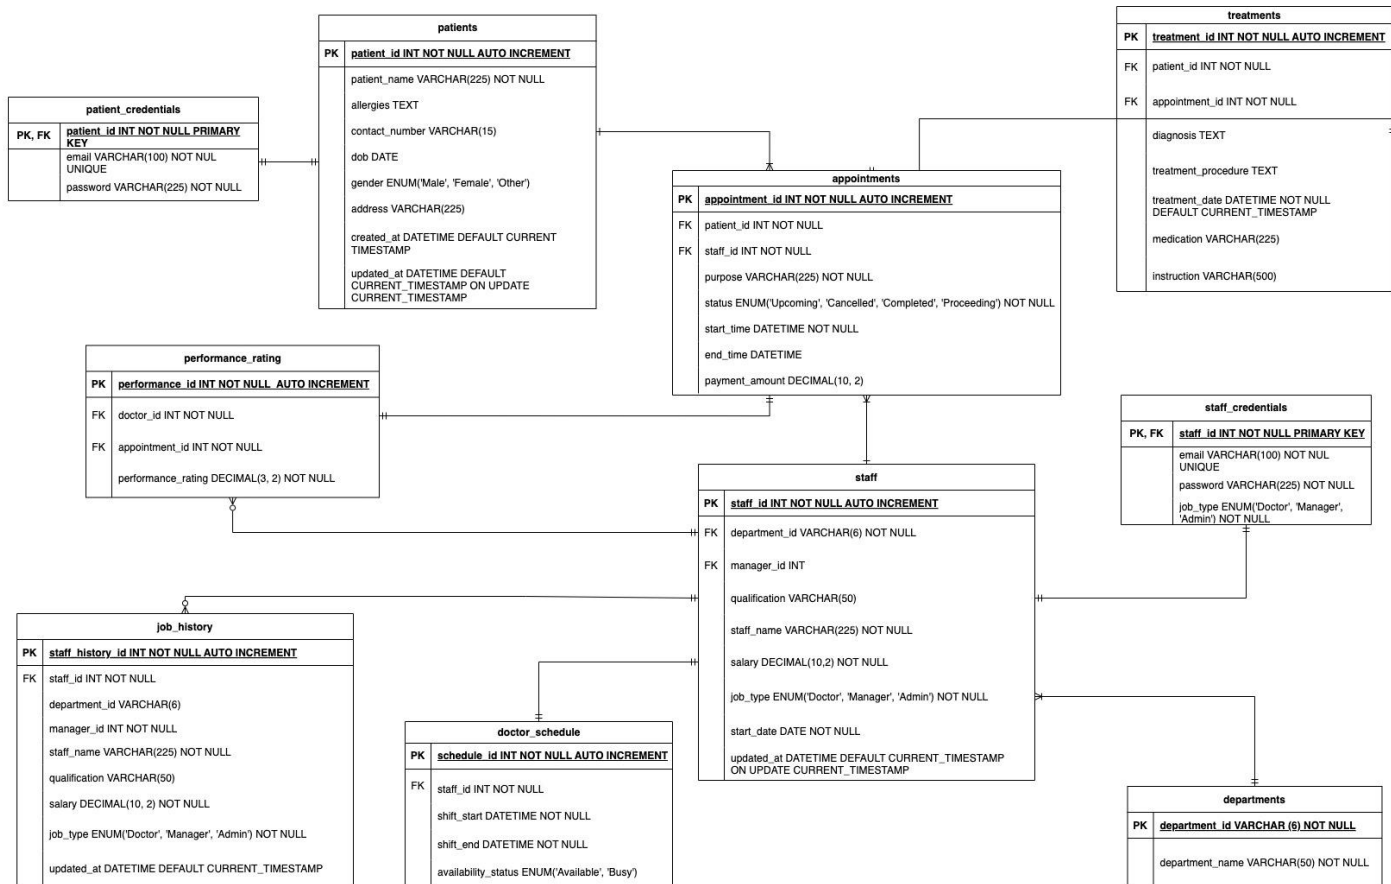 patients
PK patient_id INT NOT NULL AUTO INCREMENT
patient_name VARCHAR(225) NOT NULL
allergies TEXT
contact_number VARCHAR(15)
dob DATE
gender ENUM('Male', 'Female', 'Other')
address VARCHAR(225)
created_at DATETIME DEFAULT CURRENT
TIMESTAMP
updated_at DATETIME DEFAULT
CURRENT_TIMESTAMP ON UPDATE
CURRENT_TIMESTAMP
treatments
PK treatment_id INT NOT NULL AUTO INCREMENT
FK patient_id INT NOT NULL
FK appointment_id INT NOT NULL
diagnosis TEXT
treatment_procedure TEXT
treatment_date DATETIME NOT NULL
DEFAULT CURRENT_TIMESTAMP
medication VARCHAR(225)
instruction VARCHAR(500)
patient_credentials
PK, FK patient_id INT NOT NULL PRIMARY
KEY
email VARCHAR(100) NOT NUL
UNIQUE
password VARCHAR(225) NOT NULL
appointments
PK appointment_id INT NOT NULL AUTO INCREMENT
FK patient_id INT NOT NULL
FK staff_id INT NOT NULL
purpose VARCHAR(225) NOT NULL
status ENUM('Upcoming', 'Cancelled', 'Completed', 'Proceeding') NOT NULL
start_time DATETIME NOT NULL
end_time DATETIME
payment_amount DECIMAL(10, 2)
performance_rating
PK performance_id INT NOT NULL AUTO INCREMENT
FK doctor_id INT NOT NULL
FK appointment_id INT NOT NULL
performance_rating DECIMAL(3, 2) NOT NULL
staff_credentials
PK, FK staff_id INT NOT NULL PRIMARY KEY
email VARCHAR(100) NOT NUL
UNIQUE
password VARCHAR(225) NOT NULL
job_type ENUM('Doctor', 'Manager',
'Admin') NOT NULL
staff
PK staff_id INT NOT NULL AUTO INCREMENT
FK department_id VARCHAR(6) NOT NULL
FK manager_id INT
qualification VARCHAR(50)
staff_name VARCHAR(225) NOT NULL
salary DECIMAL(10,2) NOT NULL
job_type ENUM('Doctor', 'Manager', 'Admin') NOT NULL
start_date DATE NOT NULL
updated_at DATETIME DEFAULT CURRENT_TIMESTAMP
ON UPDATE CURRENT_TIMESTAMP
job_history
PK staff_history_id INT NOT NULL AUTO INCREMENT
FK staff_id INT NOT NULL
department_id VARCHAR(6)
manager_id INT NOT NULL
staff_name VARCHAR(225) NOT NULL
qualification VARCHAR(50)
salary DECIMAL(10, 2) NOT NULL
job_type ENUM('Doctor', 'Manager', 'Admin') NOT NULL
updated_at DATETIME DEFAULT CURRENT_TIMESTAMP
doctor_schedule
PK schedule_id INT NOT NULL AUTO INCREMENT
FK staff_id INT NOT NULL
shift_start DATETIME NOT NULL
shift_end DATETIME NOT NULL
availability_status ENUM('Available', 'Busy')
departments
PK department_id VARCHAR (6) NOT NULL
department_name VARCHAR(50) NOT NULL